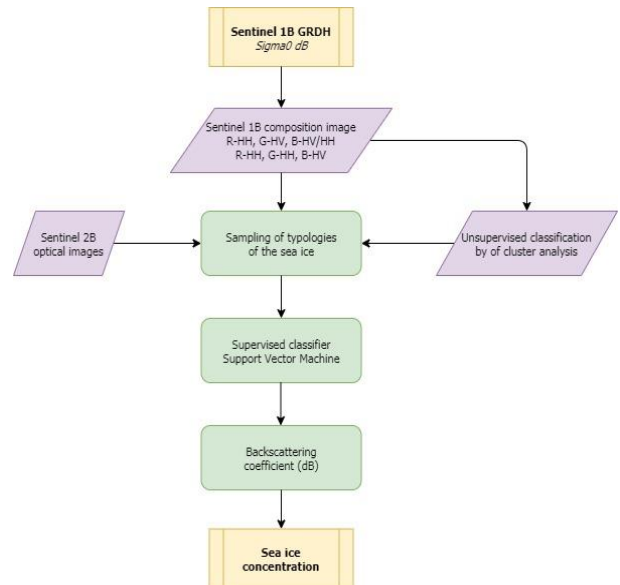 Sentinel 1B GRDH
Sigma0 dB
Sentinel 1B composition image
R-HH, G-HV, B-HV/HH
R-HH, G-HH, B-HV
Sentinel 2B
optical images
Sampling of typologies
of the sea ice
Unsupervised classification
by of cluster analysis
Supervised classifier
Support Vector Machine
Backscattering
coefficient (dB)
Sea ice
concentration